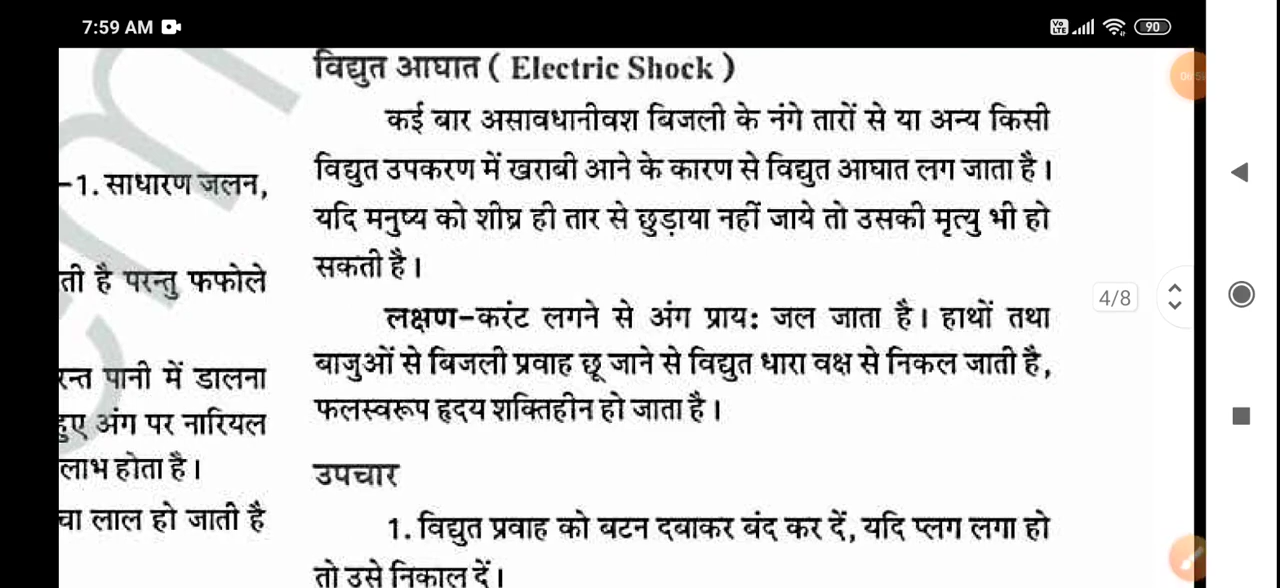 7:59 AM
Vo LTE
90
विद्युत आघात ( Electric Shock )
कई बार असावधानीवश बिजली के नंगे तारों से या अन्य किसी
विद्युत उपकरण में खराबी आने के कारण से विद्युत आघात लग जाता है।
यदि मनुष्य को शीघ्र ही तार से छुड़ाया नहीं जाये तो उसकी मृत्यु भी हो
सकती है।
लक्षण–करंट लगने से अंग प्राय: जल जाता है। हाथों तथा
बाजुओं से बिजली प्रवाह छू जाने से विद्युत धारा वक्ष से निकल जाती है,
फलस्वरूप हृदय शक्तिहीन हो जाता है।
उपचार
1. विद्युत प्रवाह को बटन दबाकर बंद कर दें, यदि प्लग लगा हो
तो उसे निकाल दें।
–1. साधारण जलन,
ती है परन्तु फफोले
रन्त पानी में डालना
हुए अंग पर नारियल
लाभ होता है।
चा लाल हो जाती है
4/8